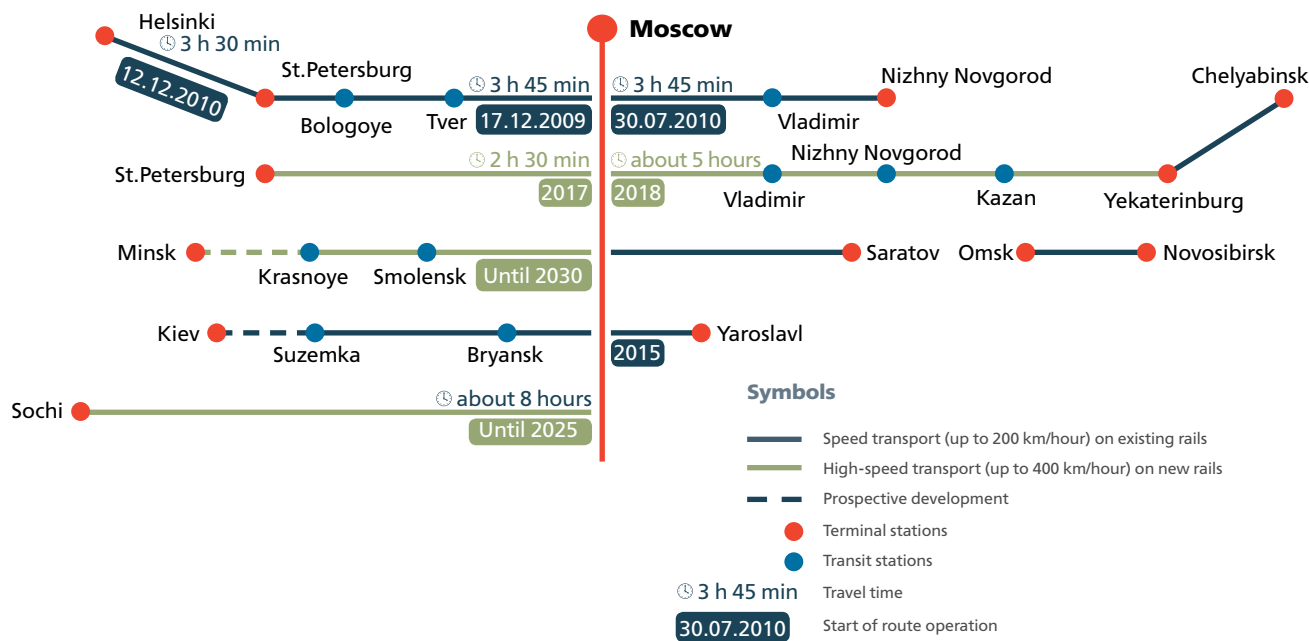 Helsinki
3 h 30 min
12.12.2010
Moscow
St.Petersburg
3 h 45 min
3 h 45 min
Nizhny Novgorod
Chelyabinsk
Bologoye
Tver
17.12.2009
30.07.2010
Vladimir
2 h 30 min
about 5 hours
Nizhny Novgorod
St.Petersburg
2017
2018
Vladimir
Kazan
Yekaterinburg
Minsk
Saratov
Omsk
Novosibirsk
Krasnoye
Smolensk
Until 2030
Kiev
Yaroslavl
Suzemka
Bryansk
2015
about 8 hours
Sochi
Until 2025
Symbols
Speed transport (up to 200 km/hour) on existing rails
High-speed transport (up to 400 km/hour) on new rails
Prospective development
Terminal stations
Transit stations
3 h 45 min
Travel time
30.07.2010
Start of route operation